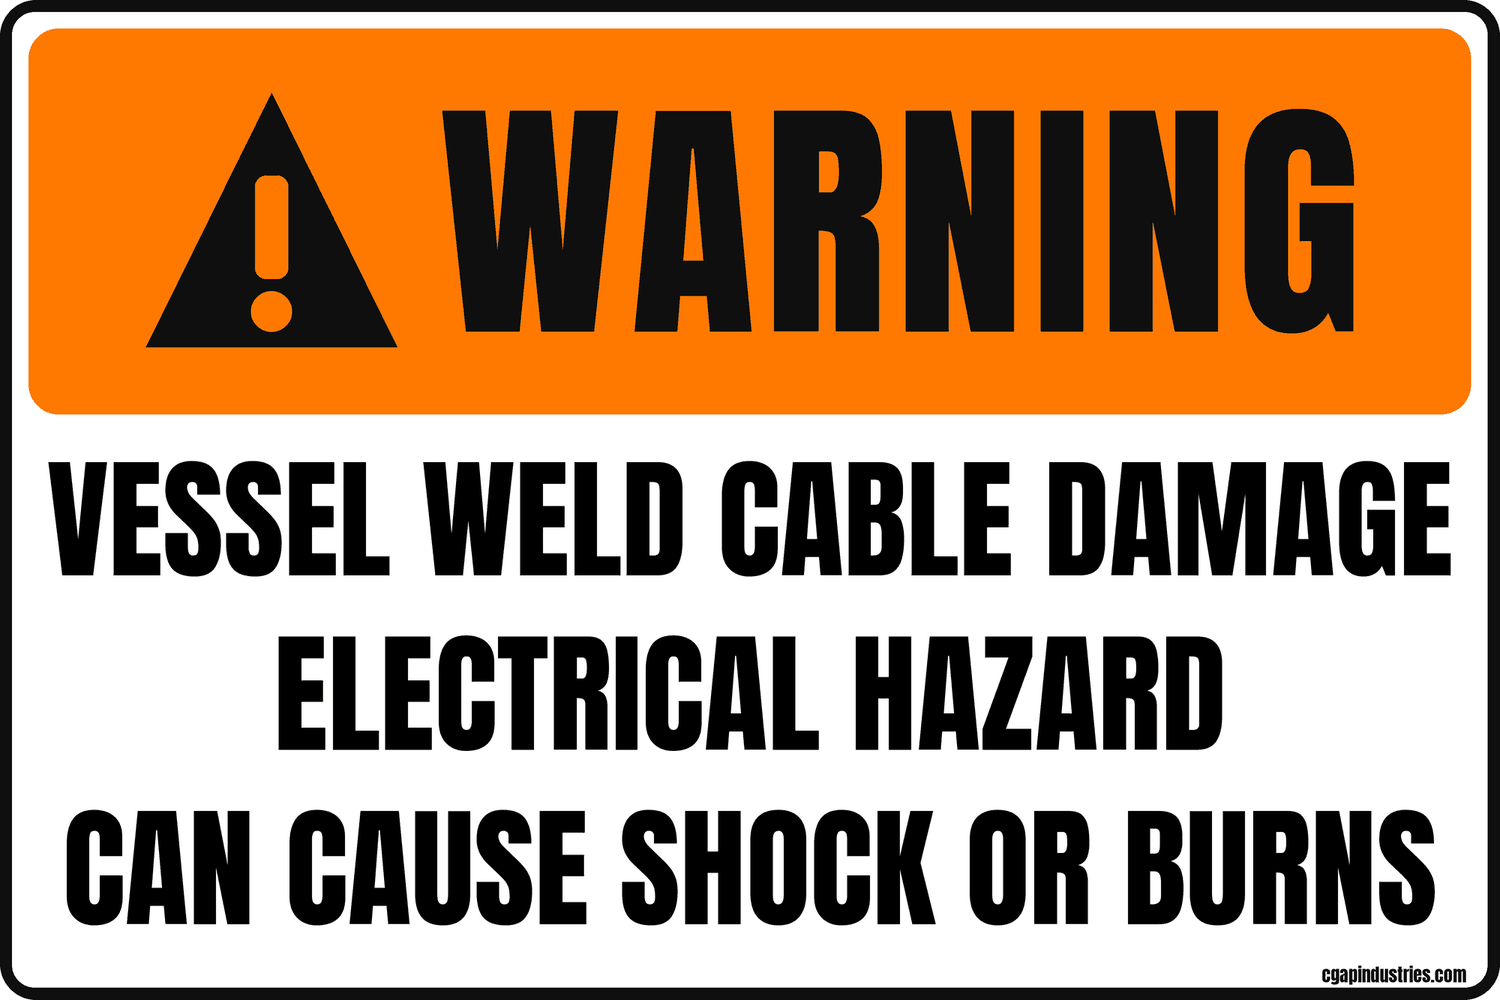 WARNING
VESSEL WELD CABLE DAMAGE
ELECTRICAL HAZARD
CAN CAUSE SHOCK OR BURNS
cgapindustries.com